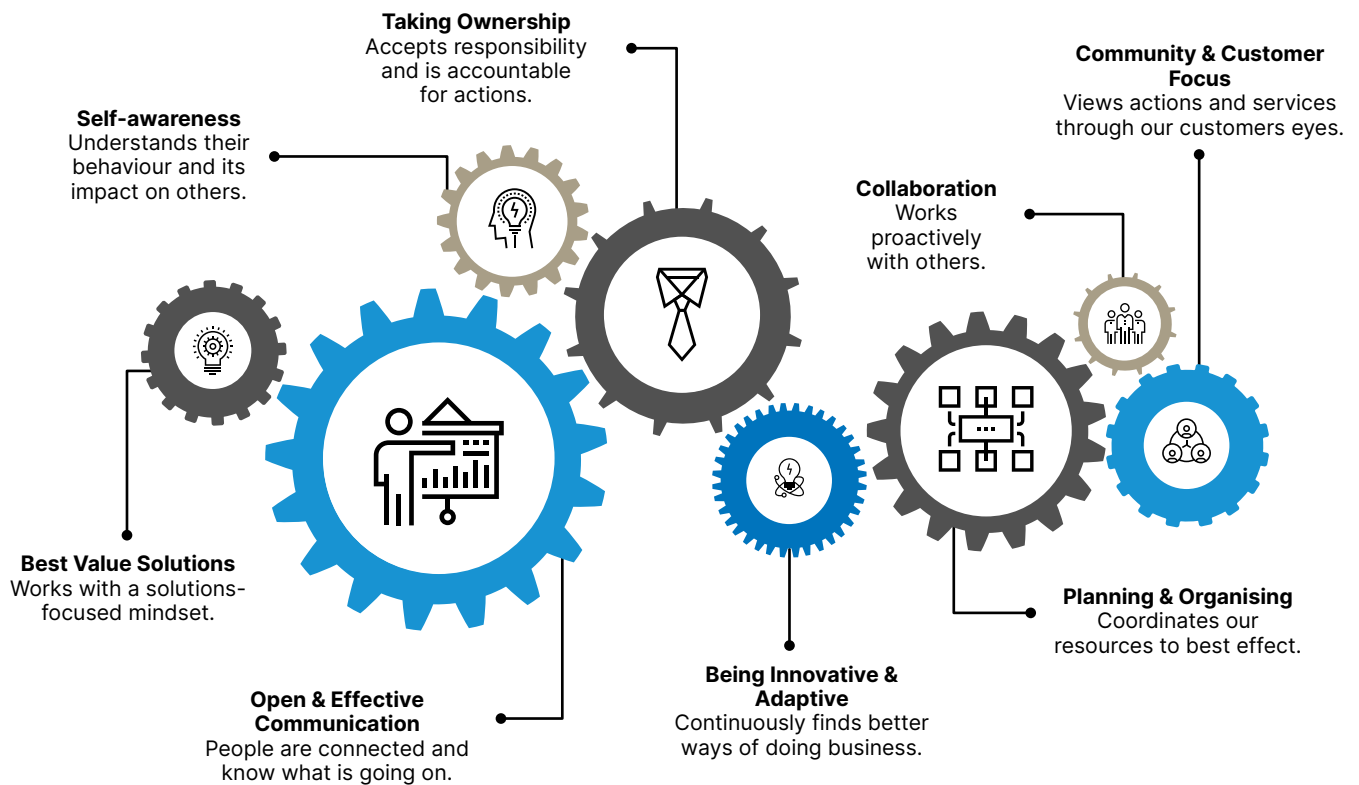 Taking Ownership
Accepts responsibility
and is accountable
for actions.
Community & Customer
Focus
Views actions and services
through our customers eyes.
Self-awareness
Understands their
behaviour and its
impact on others.
Collaboration
Works
proactively
with others.
Best Value Solutions
Works with a solutions-
focused mindset.
Planning & Organising
Coordinates our
resources to best effect.
Open & Effective
Communication
People are connected and
know what is going on.
Being Innovative &
Adaptive
Continuously finds better
ways of doing business.